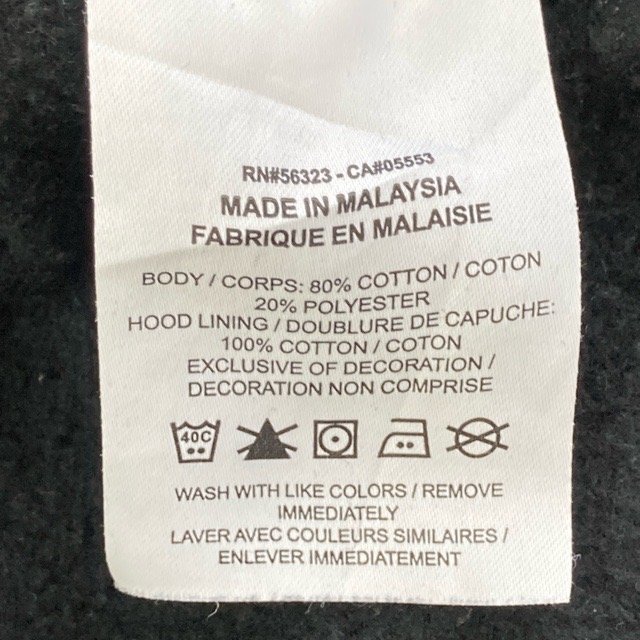 RN#56323 - CA#05553
MADE IN MALAYSIA
FABRIQUE EN MALAISIE
BODY / CORPS: 80% COTTON / COTON
20% POLYESTER
HOOD LINING / DOUBLURE DE CAPUCHE:
100% COTTON / COTON
EXCLUSIVE OF DECORATION /
DECORATION NON COMPRISE
40C
WASH WITH LIKE COLORS / REMOVE
IMMEDIATELY
LAVER AVEC COULEURS SIMILAIRES /
ENLEVER IMMEDIATEMENT